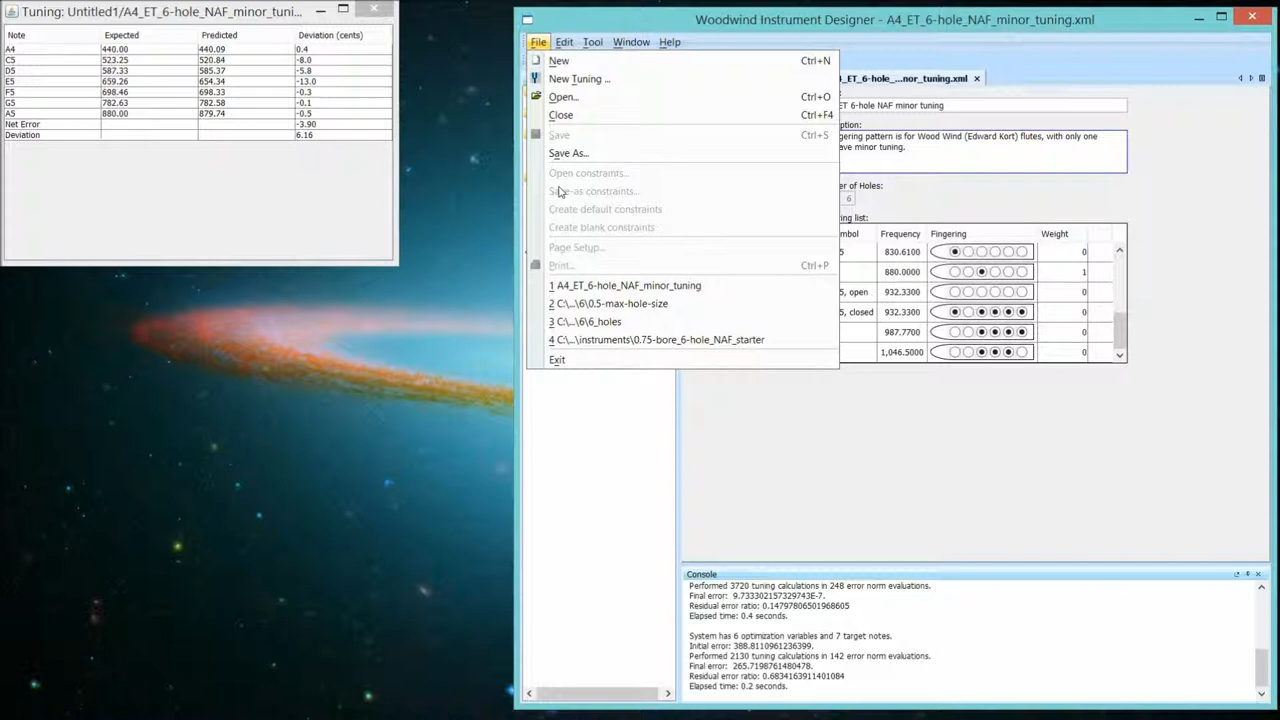 Tuning: Untitled1/A4_ET_6-hole_NAF_minor_tuni...
Note Expected Predicted Deviation (cents)
A4 440.00 440.09 0.4
C5 523.25 520.84 -8.0
D5 587.33 585.37 -5.8
E5 659.26 654.34 -13.0
F5 698.46 698.33 -0.3
G5 782.63 782.58 -0.1
A5 880.00 879.74 -0.5
Net Error -3.90
Deviation 6.16
Woodwind Instrument Designer - A4_ET_6-hole_NAF_minor_tuning.xml
File Edit Tool Window Help
New Ctrl+N
New Tuning ...
Open... Ctrl+O
Close Ctrl+F4
Save Ctrl+S
Save As...
Open constraints...
Save-as constraints...
Create default constraints
Create blank constraints
Page Setup...
Print... Ctrl+P
1 A4_ET_6-hole_NAF_minor_tuning
2 C:\...\6\0.5-max-hole-size
3 C:\...\6\6_holes
4 C:\...\instruments\0.75-bore_6-hole_NAF_starter
Exit
4_ET_6-hole_...nor_tuning.xml
ET 6-hole NAF minor tuning
ption:
gering pattern is for Wood Wind (Edward Kort) flutes, with only one
ave minor tuning.
er of Holes:
6
ring list:
mbol Frequency Fingering Weight
5 830.6100 0
880.0000 1
5, open 932.3300 0
5, closed 932.3300 0
987.7700 0
1,046.5000 0
Console
Performed 3720 tuning calculations in 248 error norm evaluations.
Final error: 9.733302157329743E-7.
Residual error ratio: 0.14797806501968605
Elapsed time: 0.4 seconds.
System has 6 optimization variables and 7 target notes.
Initial error: 388.8110961236399.
Performed 2130 tuning calculations in 142 error norm evaluations.
Final error: 265.7198761480478.
Residual error ratio: 0.6834163911401084
Elapsed time: 0.2 seconds.